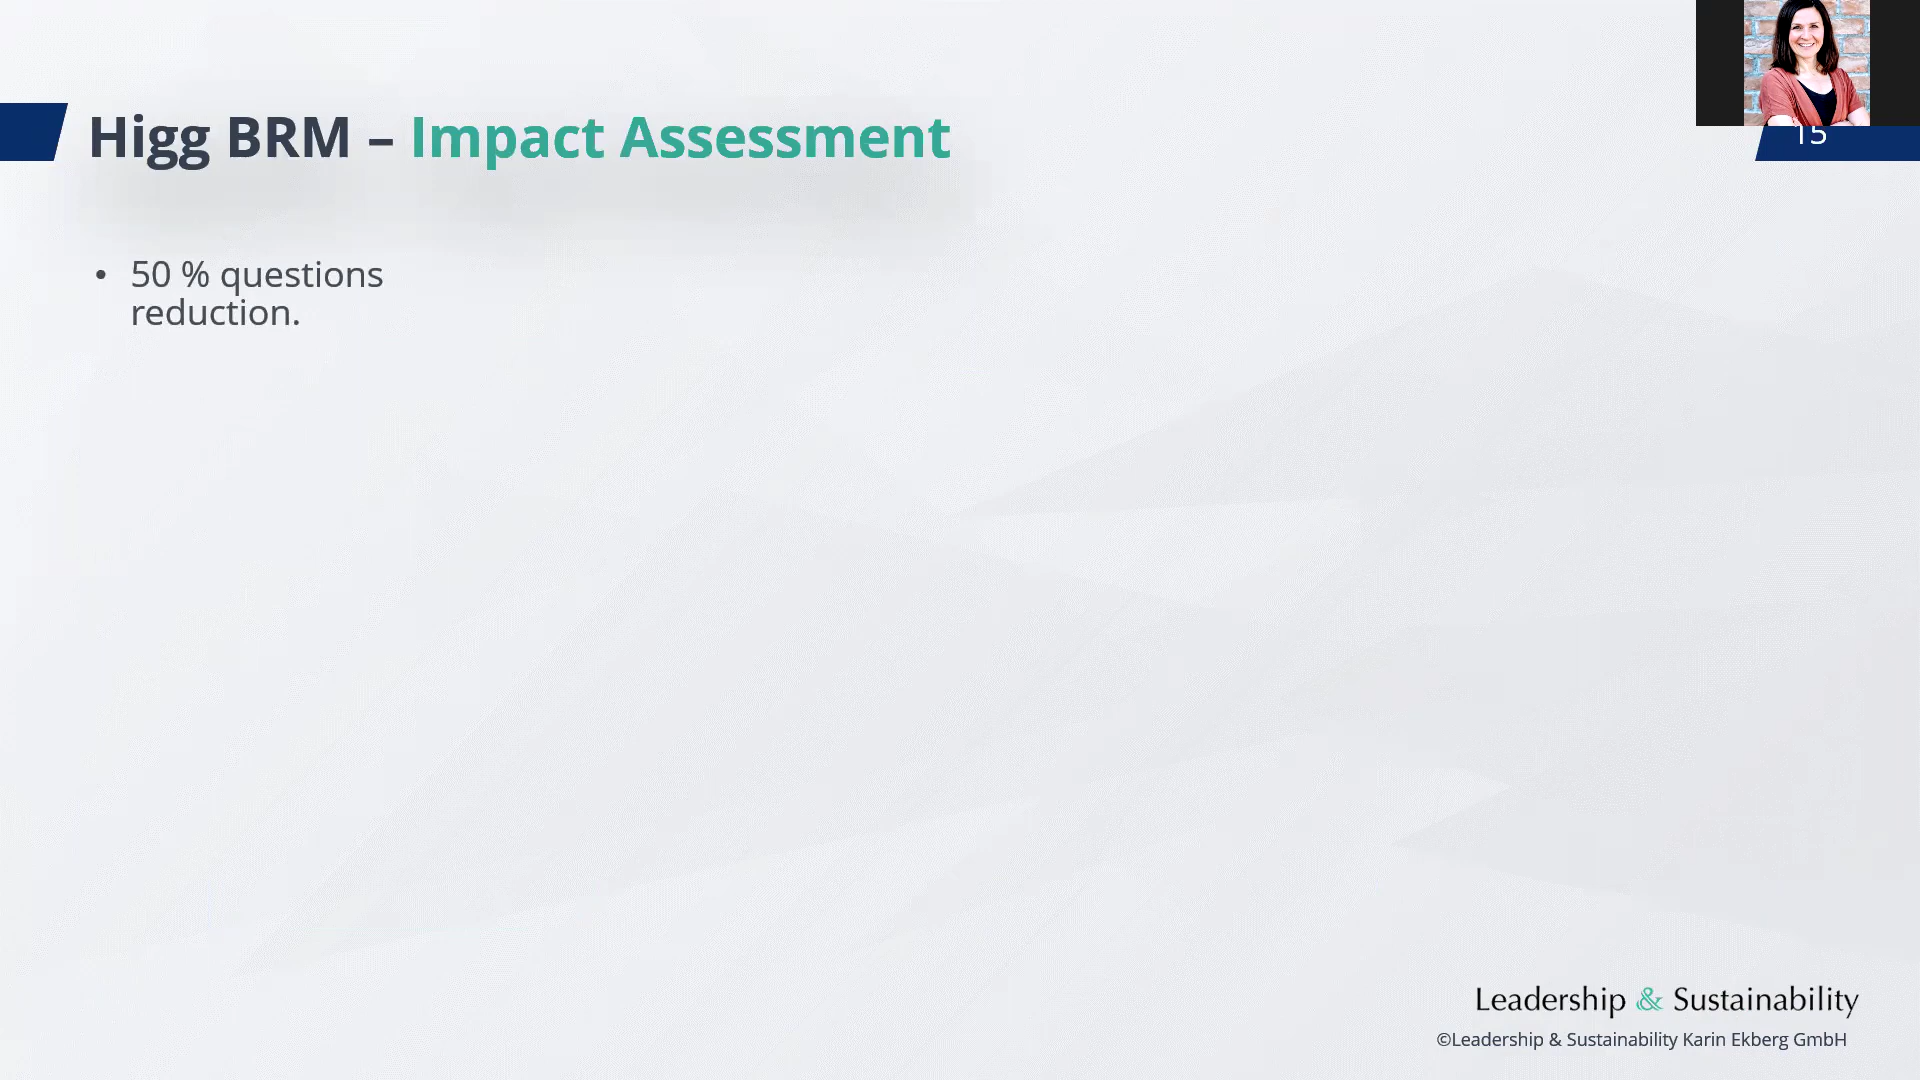 Higg BRM – Impact Assessment
15
• 50 % questions
reduction.
Leadership & Sustainability
©Leadership & Sustainability Karin Ekberg GmbH